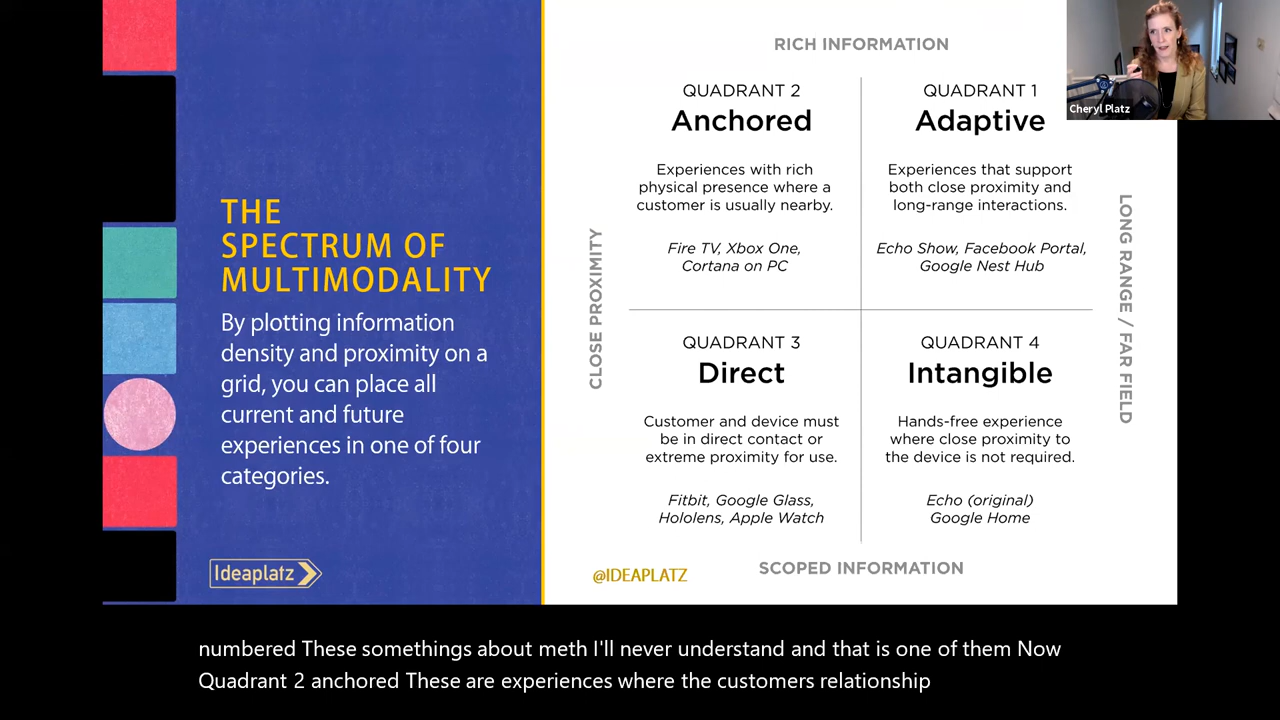 THE
SPECTRUM OF
MULTIMODALITY
By plotting information
density and proximity on a
grid, you can place all
current and future
experiences in one of four
categories.
Ideaplatz
RICH INFORMATION
QUADRANT 2
Anchored
Experiences with rich
physical presence where a
customer is usually nearby.
Fire TV, Xbox One,
Cortana on PC
QUADRANT 1
Adaptive
Experiences that support
both close proximity and
long-range interactions.
Echo Show, Facebook Portal,
Google Nest Hub
CLOSE PROXIMITY
LONG RANGE / FAR FIELD
QUADRANT 3
Direct
Customer and device must
be in direct contact or
extreme proximity for use.
Fitbit, Google Glass,
Hololens, Apple Watch
QUADRANT 4
Intangible
Hands-free experience
where close proximity to
the device is not required.
Echo (original)
Google Home
@IDEAPLATZ
SCOPED INFORMATION
Cheryl Platz
numbered These somethings about meth I'll never understand and that is one of them Now
Quadrant 2 anchored These are experiences where the customers relationship